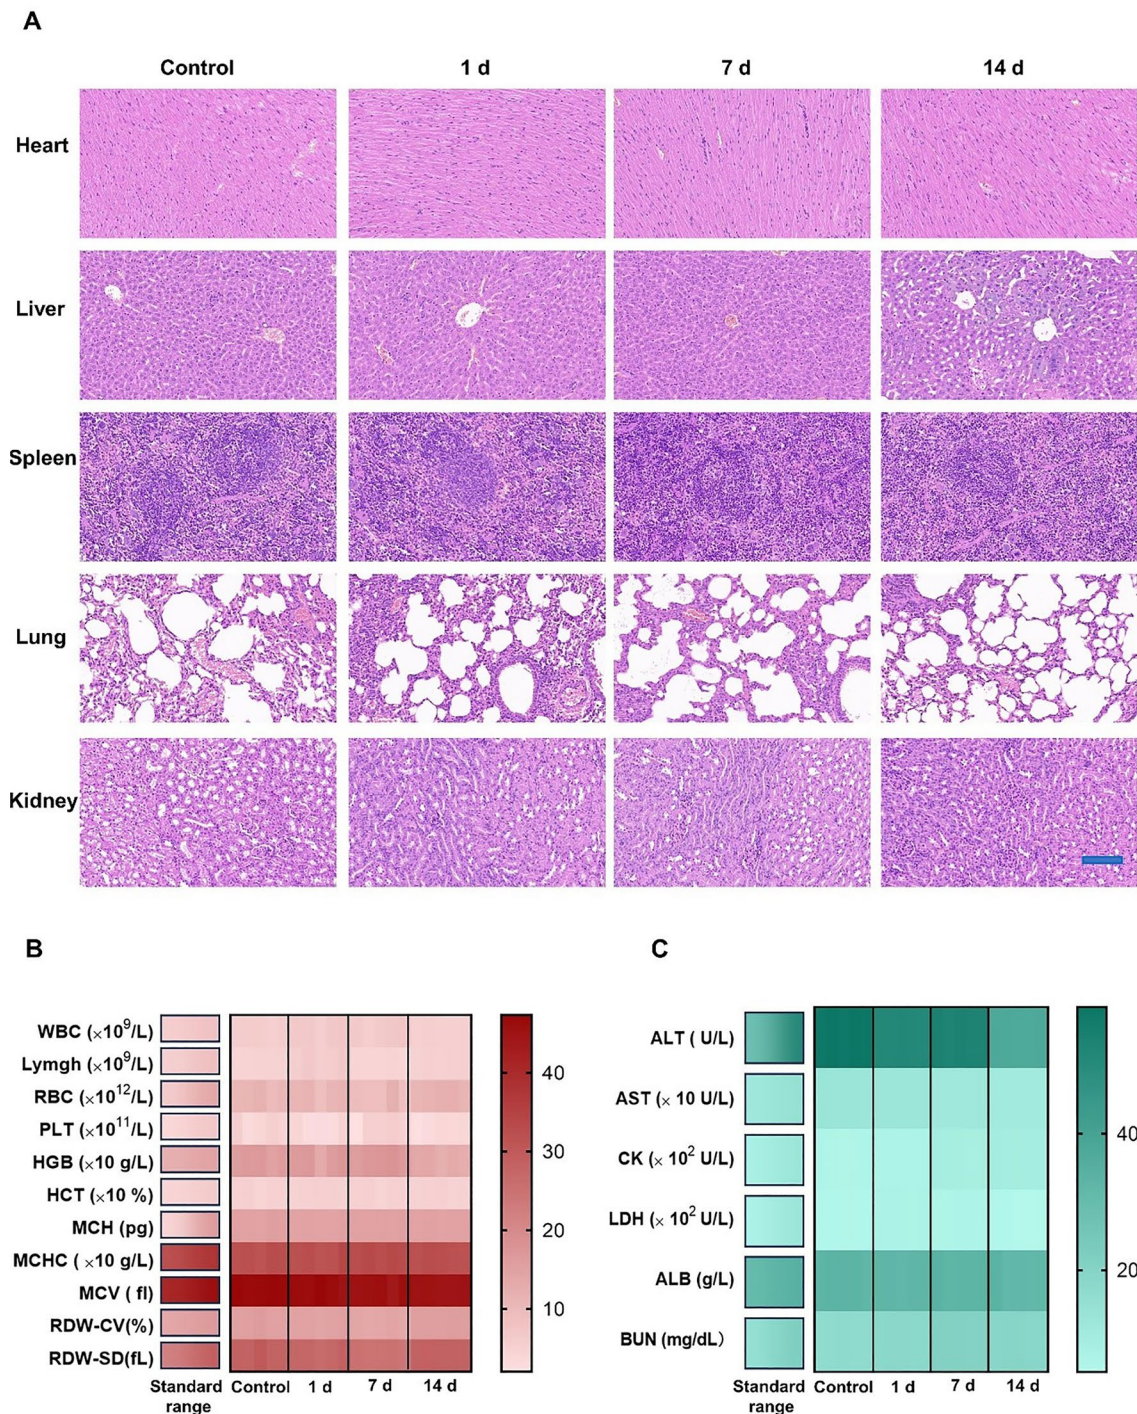 A
Control 1 d 7 d 14 d
Heart
Liver
Spleen
Lung
Kidney
B
WBC (×10⁹/L)
Lymgh (×10⁹/L)
RBC (×10¹²/L)
PLT (×10¹¹/L)
HGB (×10 g/L)
HCT (×10 %)
MCH (pg)
MCHC (×10 g/L)
MCV ( fl)
RDW-CV(%)
RDW-SD(fL)
Standard range
Control 1 d 7 d 14 d
40
30
20
10
C
ALT ( U/L)
AST (× 10 U/L)
CK (× 10² U/L)
LDH (× 10² U/L)
ALB (g/L)
BUN (mg/dL)
Standard range
Control 1 d 7 d 14 d
40
20